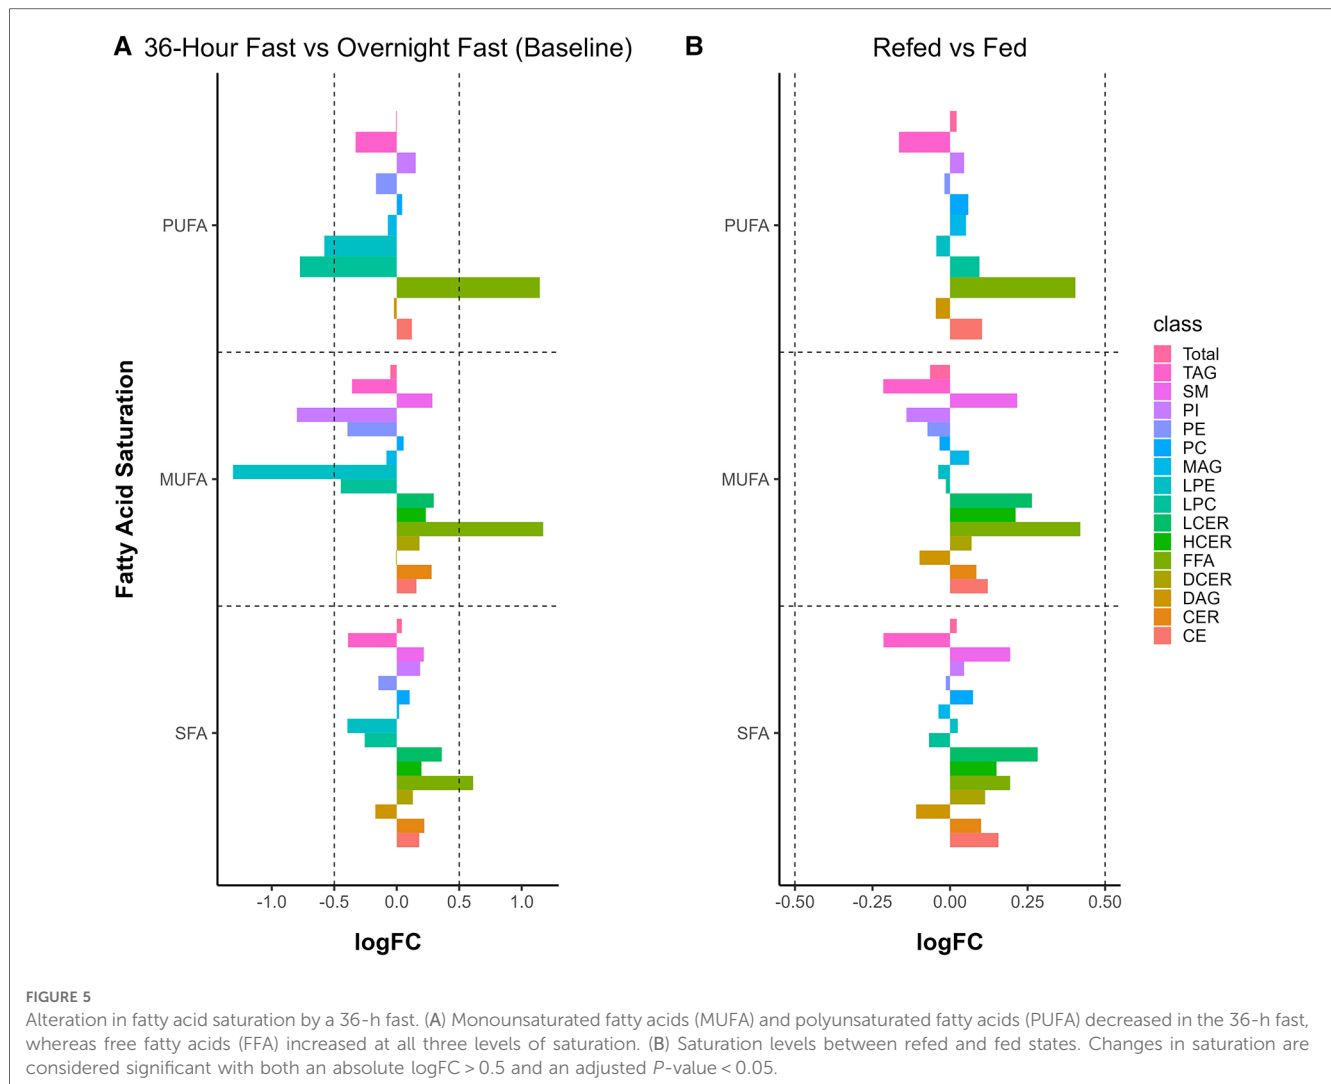 A 36-Hour Fast vs Overnight Fast (Baseline)
B Refed vs Fed
Fatty Acid Saturation
PUFA
MUFA
SFA
-1.0 -0.5 0.0 0.5 1.0
logFC
PUFA
MUFA
SFA
-0.50 -0.25 0.00 0.25 0.50
logFC
class
Total
TAG
SM
PI
PE
PC
MAG
LPE
LPC
LCER
HCER
FFA
DCER
DAG
CER
CE
FIGURE 5
Alteration in fatty acid saturation by a 36-h fast. (A) Monounsaturated fatty acids (MUFA) and polyunsaturated fatty acids (PUFA) decreased in the 36-h fast,
whereas free fatty acids (FFA) increased at all three levels of saturation. (B) Saturation levels between refed and fed states. Changes in saturation are
considered significant with both an absolute logFC > 0.5 and an adjusted P-value < 0.05.